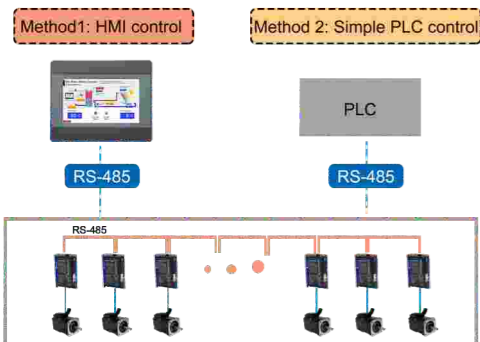 Method1: HMI control
Method 2: Simple PLC control
PLC
RS-485
RS-485
RS-485